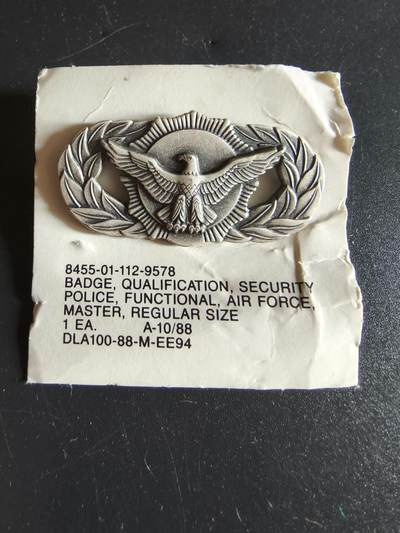 8455-01-112-9578
BADGE, QUALIFICATION, SECURITY
POLICE, FUNCTIONAL, AIR FORCE,
MASTER, REGULAR SIZE
1 EA. A-10/88
DLA100-88-M-EE94